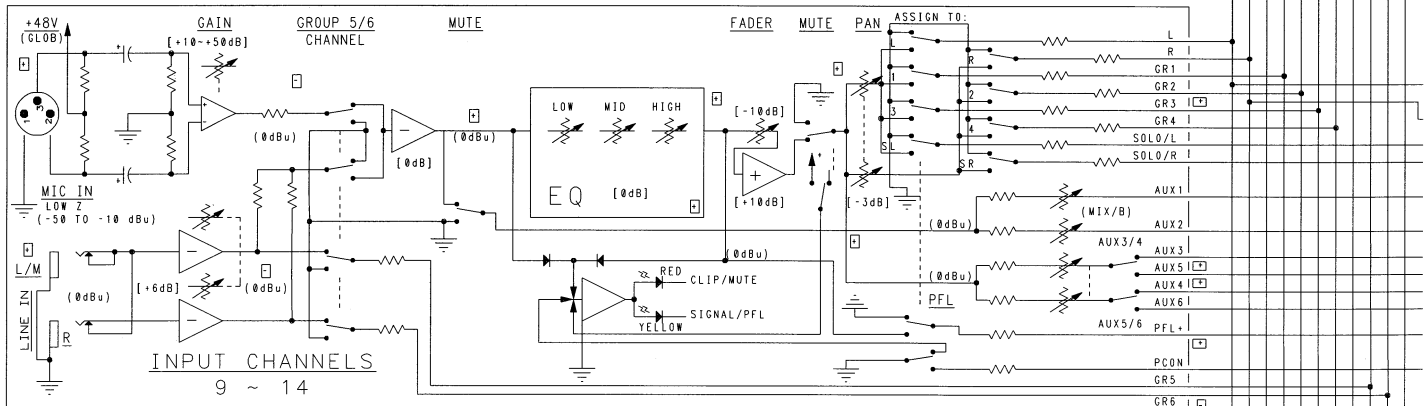 +48V
(GLOB)
GAIN
[+10~+50dB]
GROUP 5/6
CHANNEL
MUTE
FADER
MUTE
PAN
ASSIGN TO:
+
3
1
2
+
-
-
(0dBu)
-
[0dB]
+
(0dBu)
LOW
MID
HIGH
EQ
[0dB]
+
+
[-10dB]
+
[+10dB]
+
+
[-3dB]
+
L
1
3
SL
R
2
4
SR
L
R
GR1
GR2
GR3
+
GR4
SOLO/L
SOLO/R
MIC IN
LOW Z
(-50 TO -10 dBu)
+
L/M
LINE IN
R
(0dBu)
-
[+6dB]
-
-
(0dBu)
INPUT CHANNELS
9 ~ 14
RED
CLIP/MUTE
SIGNAL/PFL
YELLOW
(0dBu)
(0dBu)
(0dBu)
PFL
AUX1
(MIX/B)
AUX2
AUX3/4
AUX3
AUX5
+
AUX4
+
AUX6
AUX5/6
PFL+
+
PCON
GR5
GR6